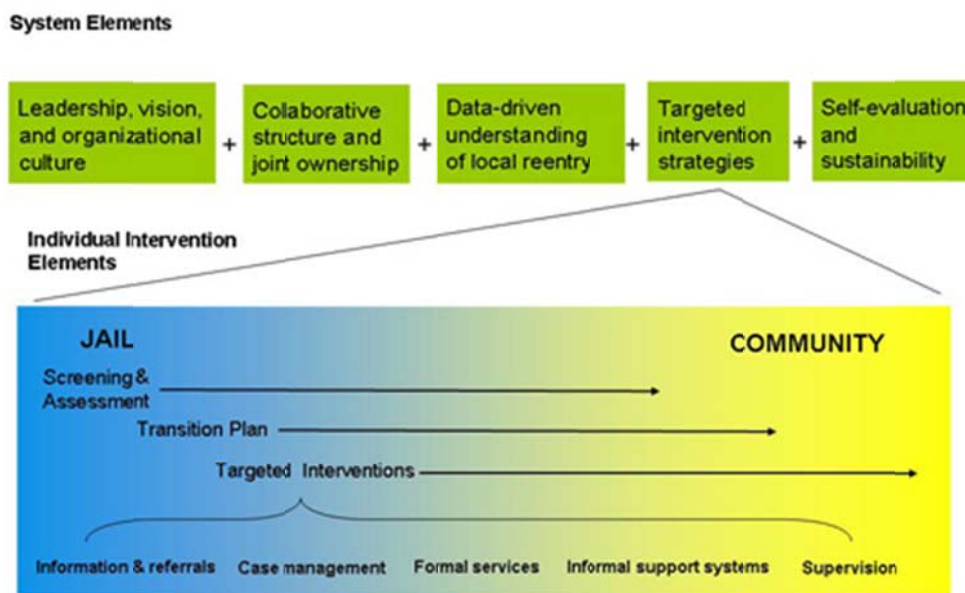 System Elements
Leadership, vision,
and organizational
culture
+
Collaborative
structure and
joint ownership
+
Data-driven
understanding
of local reentry
+
Targeted
intervention
strategies
+
Self-evaluation
and
sustainability
Individual Intervention
Elements
JAIL
COMMUNITY
Screening &
Assessment
Transition Plan
Targeted Interventions
Information & referrals
Case management
Formal services
Informal support systems
Supervision